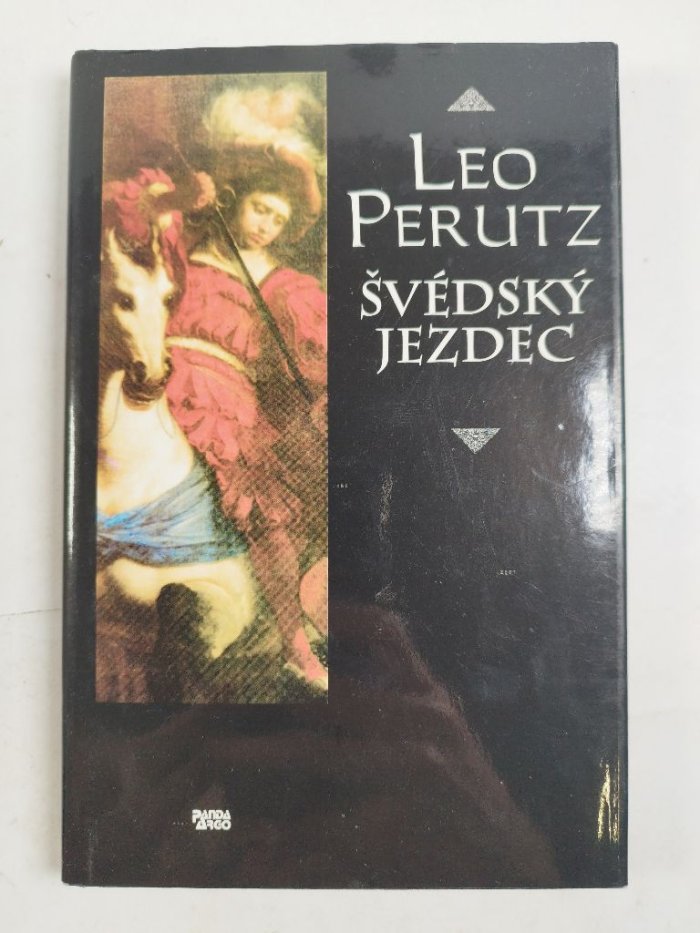 LEO
PERUTZ
ŠVÉDSKÝ
JEZDEC
PANDA
ARGO